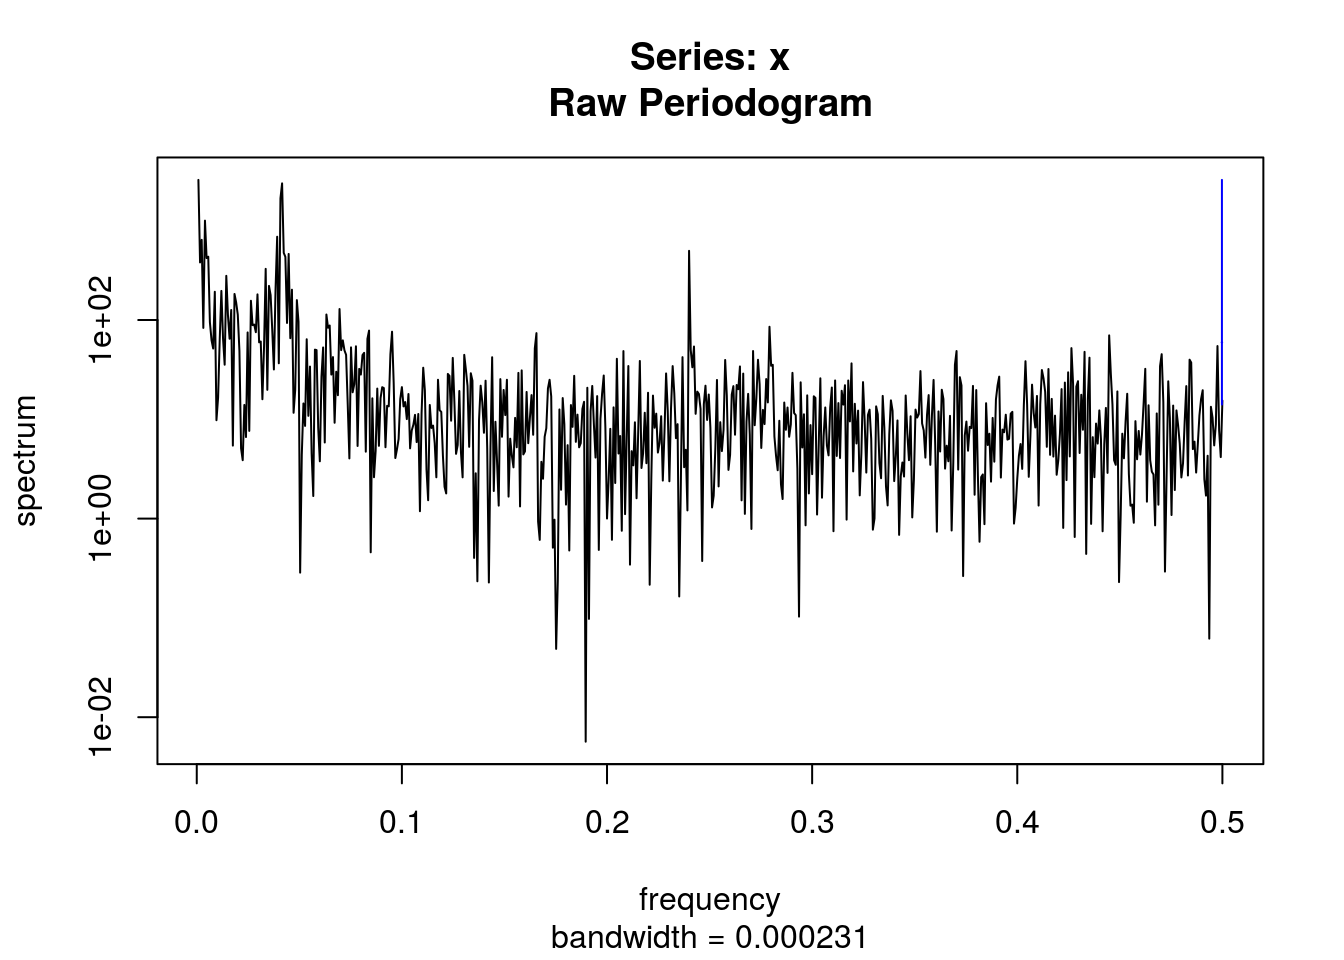 Series: x
Raw Periodogram
spectrum
1e+02
1e+00
1e-02
0.0 0.1 0.2 0.3 0.4 0.5
frequency
bandwidth = 0.000231